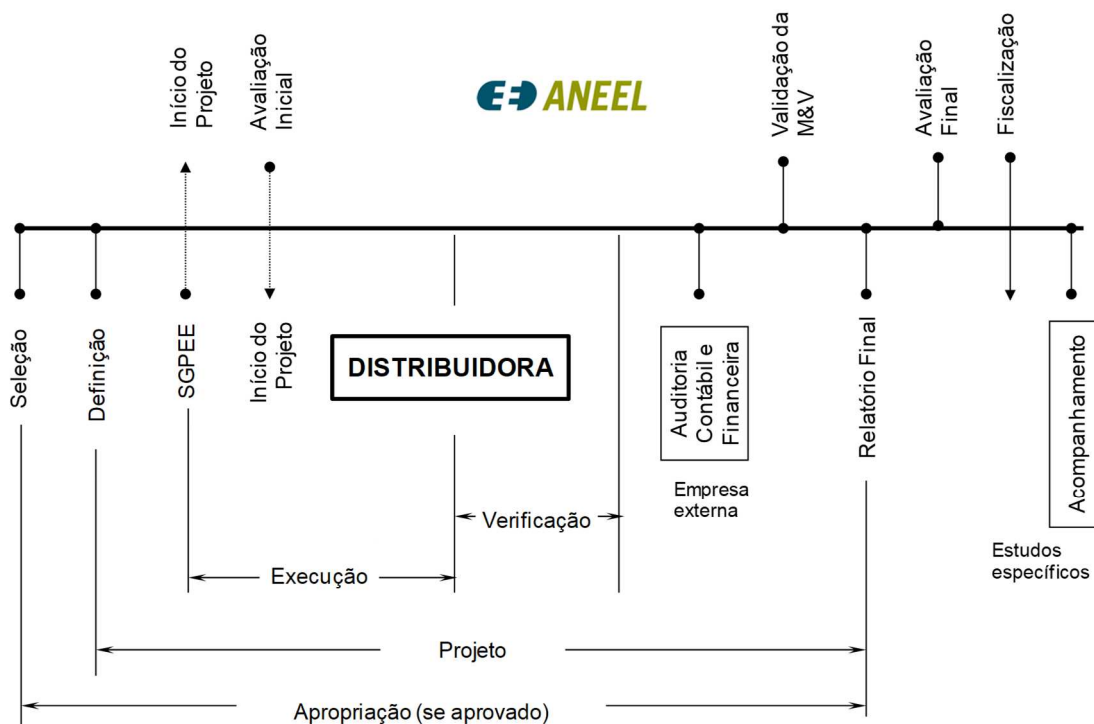 Início do
Projeto
Avaliação
Inicial
ANEEL
Validação da
M&V
Avaliação
Final
Fiscalização
Seleção
Definição
SGPEE
Início do
Projeto
DISTRIBUIDORA
Auditoria
Contábil e
Financeira
Empresa
externa
Relatório Final
Acompanhamento
Estudos
específicos
Verificação
Execução
Projeto
Apropriação (se aprovado)